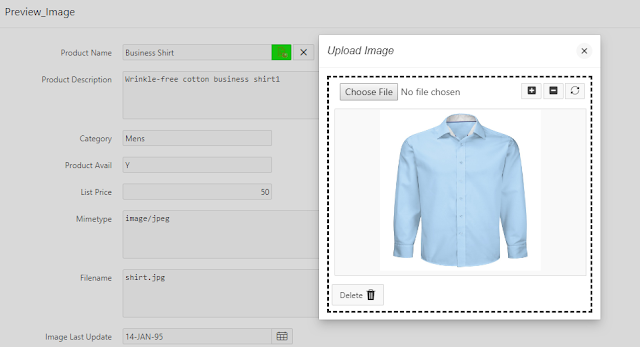 Preview_Image
Product Name Business Shirt
Product Description Wrinkle-free cotton business shirt1
Category Mens
Product Avail Y
List Price 50
Mimetype image/jpeg
Filename shirt.jpg
Image Last Update 14-JAN-95
Upload Image
Choose File No file chosen
Delete